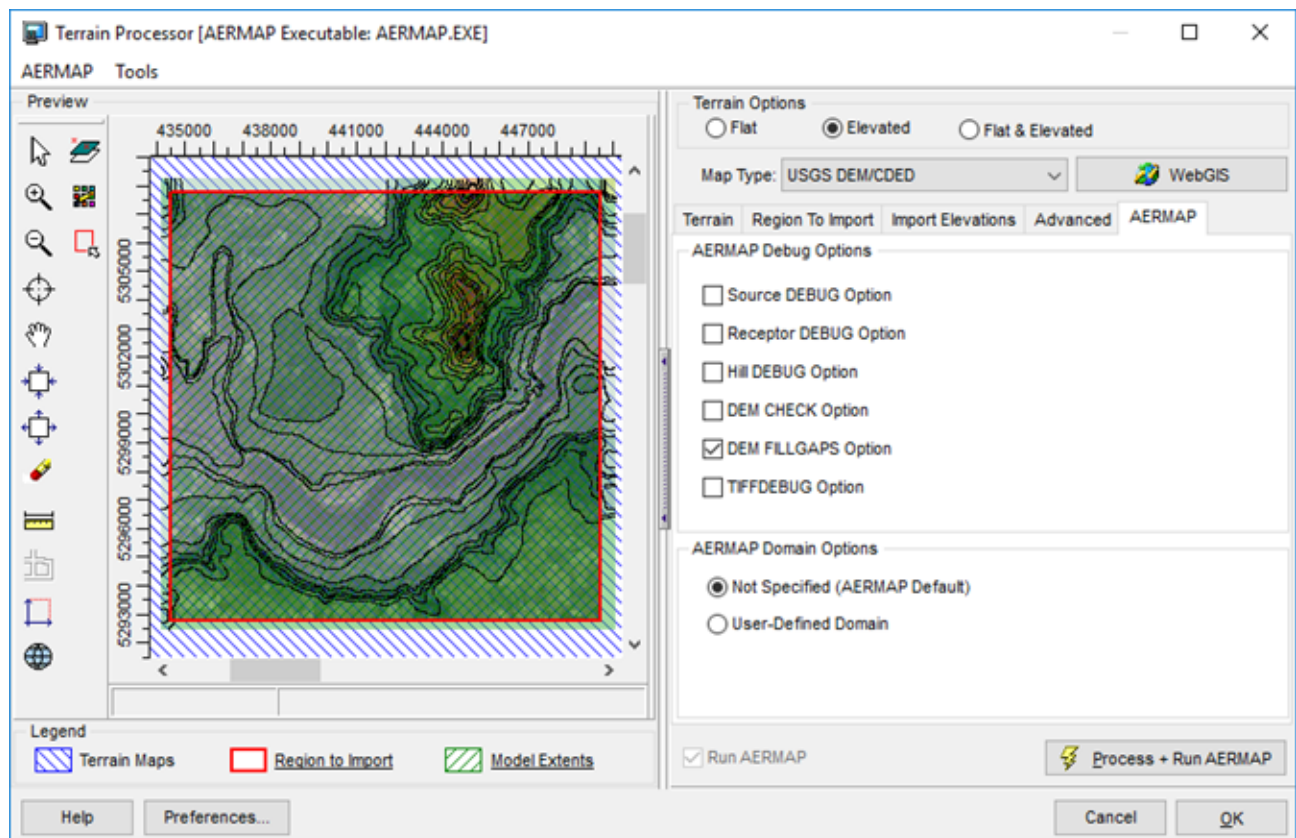 Terrain Processor [AERMAP Executable: AERMAP.EXE]
AERMAP Tools
Preview
435000 438000 441000 444000 447000
5305000
5302000
5299000
5296000
5293000
Legend
Terrain Maps Region to Import Model Extents
Terrain Options
Flat Elevated Flat & Elevated
Map Type: USGS DEM/CDED WebGIS
Terrain Region To Import Import Elevations Advanced AERMAP
AERMAP Debug Options
Source DEBUG Option
Receptor DEBUG Option
Hill DEBUG Option
DEM CHECK Option
DEM FILLGAPS Option
TIFFDEBUG Option
AERMAP Domain Options
Not Specified (AERMAP Default)
User-Defined Domain
Run AERMAP Process + Run AERMAP
Help Preferences... Cancel OK